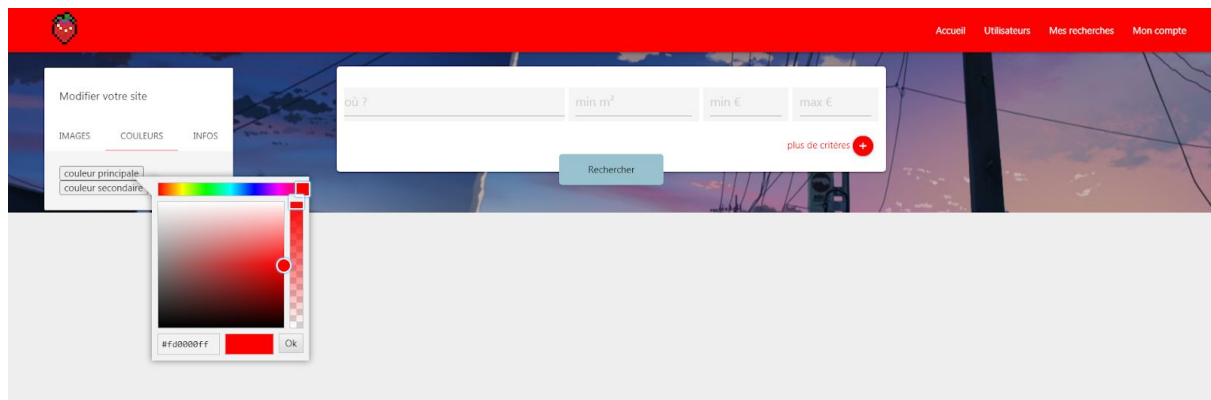 Accueil Utilisateurs Mes recherches Mon compte
Modifier votre site
IMAGES COULEURS INFOS
couleur principale
couleur secondaire
où ? min m² min € max €
plus de critères +
Rechercher
#fd0000ff Ok